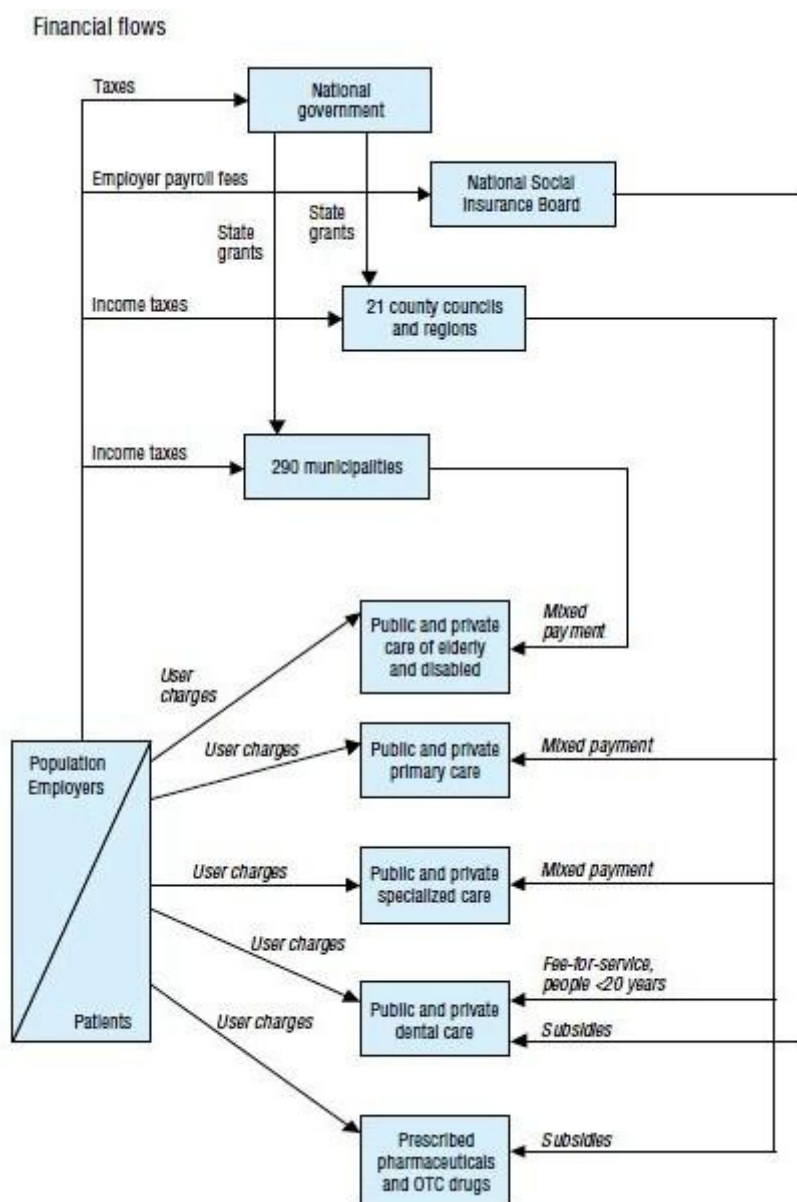 Financial flows
Taxes
National
government
Employer payroll fees
National Social
Insurance Board
State
grants
State
grants
Income taxes
21 county councils
and regions
Income taxes
290 municipalities
Public and private
care of elderly
and disabled
Mixed
payment
User
charges
User charges
Public and private
primary care
Mixed payment
Population
Employers
User charges
Public and private
specialized care
Mixed payment
User charges
Fee-for-service,
people <20 years
Public and private
dental care
Patients
User charges
Subsidies
Prescribed
pharmaceuticals
and OTC drugs
Subsidies